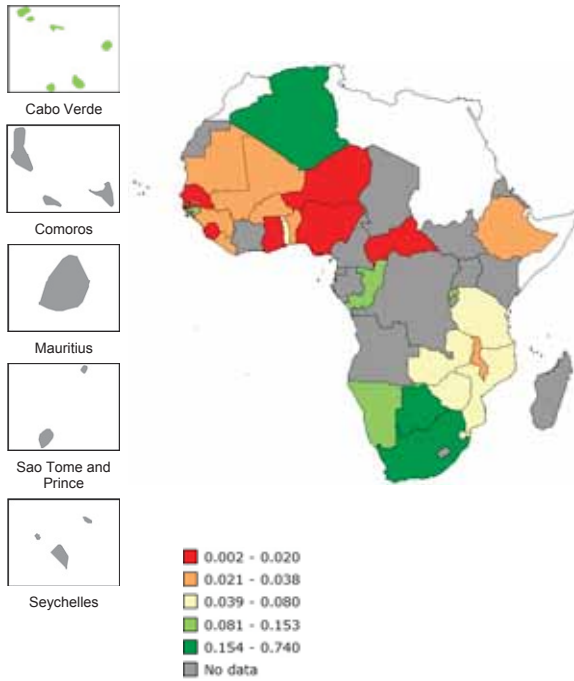 Cabo Verde
Comoros
Mauritius
Sao Tome and
Prince
Seychelles
0.002 - 0.020
0.021 - 0.038
0.039 - 0.080
0.081 - 0.153
0.154 - 0.740
No data